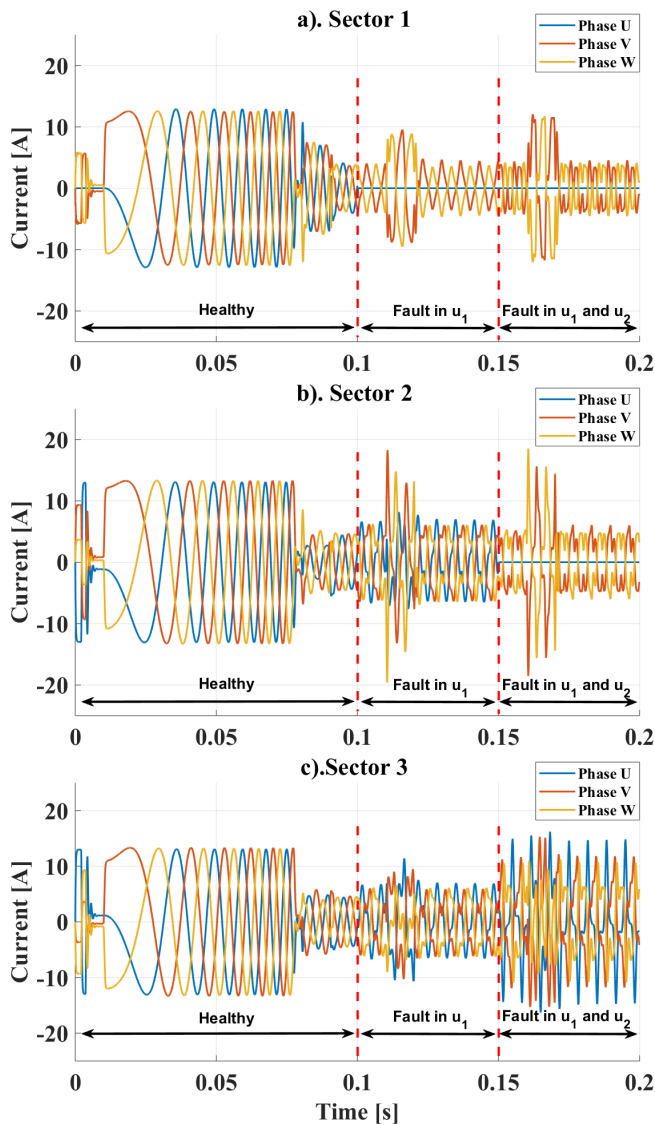 a). Sector 1
Phase U
Phase V
Phase W
20
10
0
-10
-20
Current [A]
Healthy
Fault in u1
Fault in u1 and u2
0
0.05
0.1
0.15
0.2
b). Sector 2
Phase U
Phase V
Phase W
20
10
0
-10
-20
Current [A]
Healthy
Fault in u1
Fault in u1 and u2
0
0.05
0.1
0.15
0.2
c).Sector 3
Phase U
Phase V
Phase W
20
10
0
-10
-20
Current [A]
Healthy
Fault in u1
Fault in u1 and u2
0
0.05
0.1
0.15
0.2
Time [s]